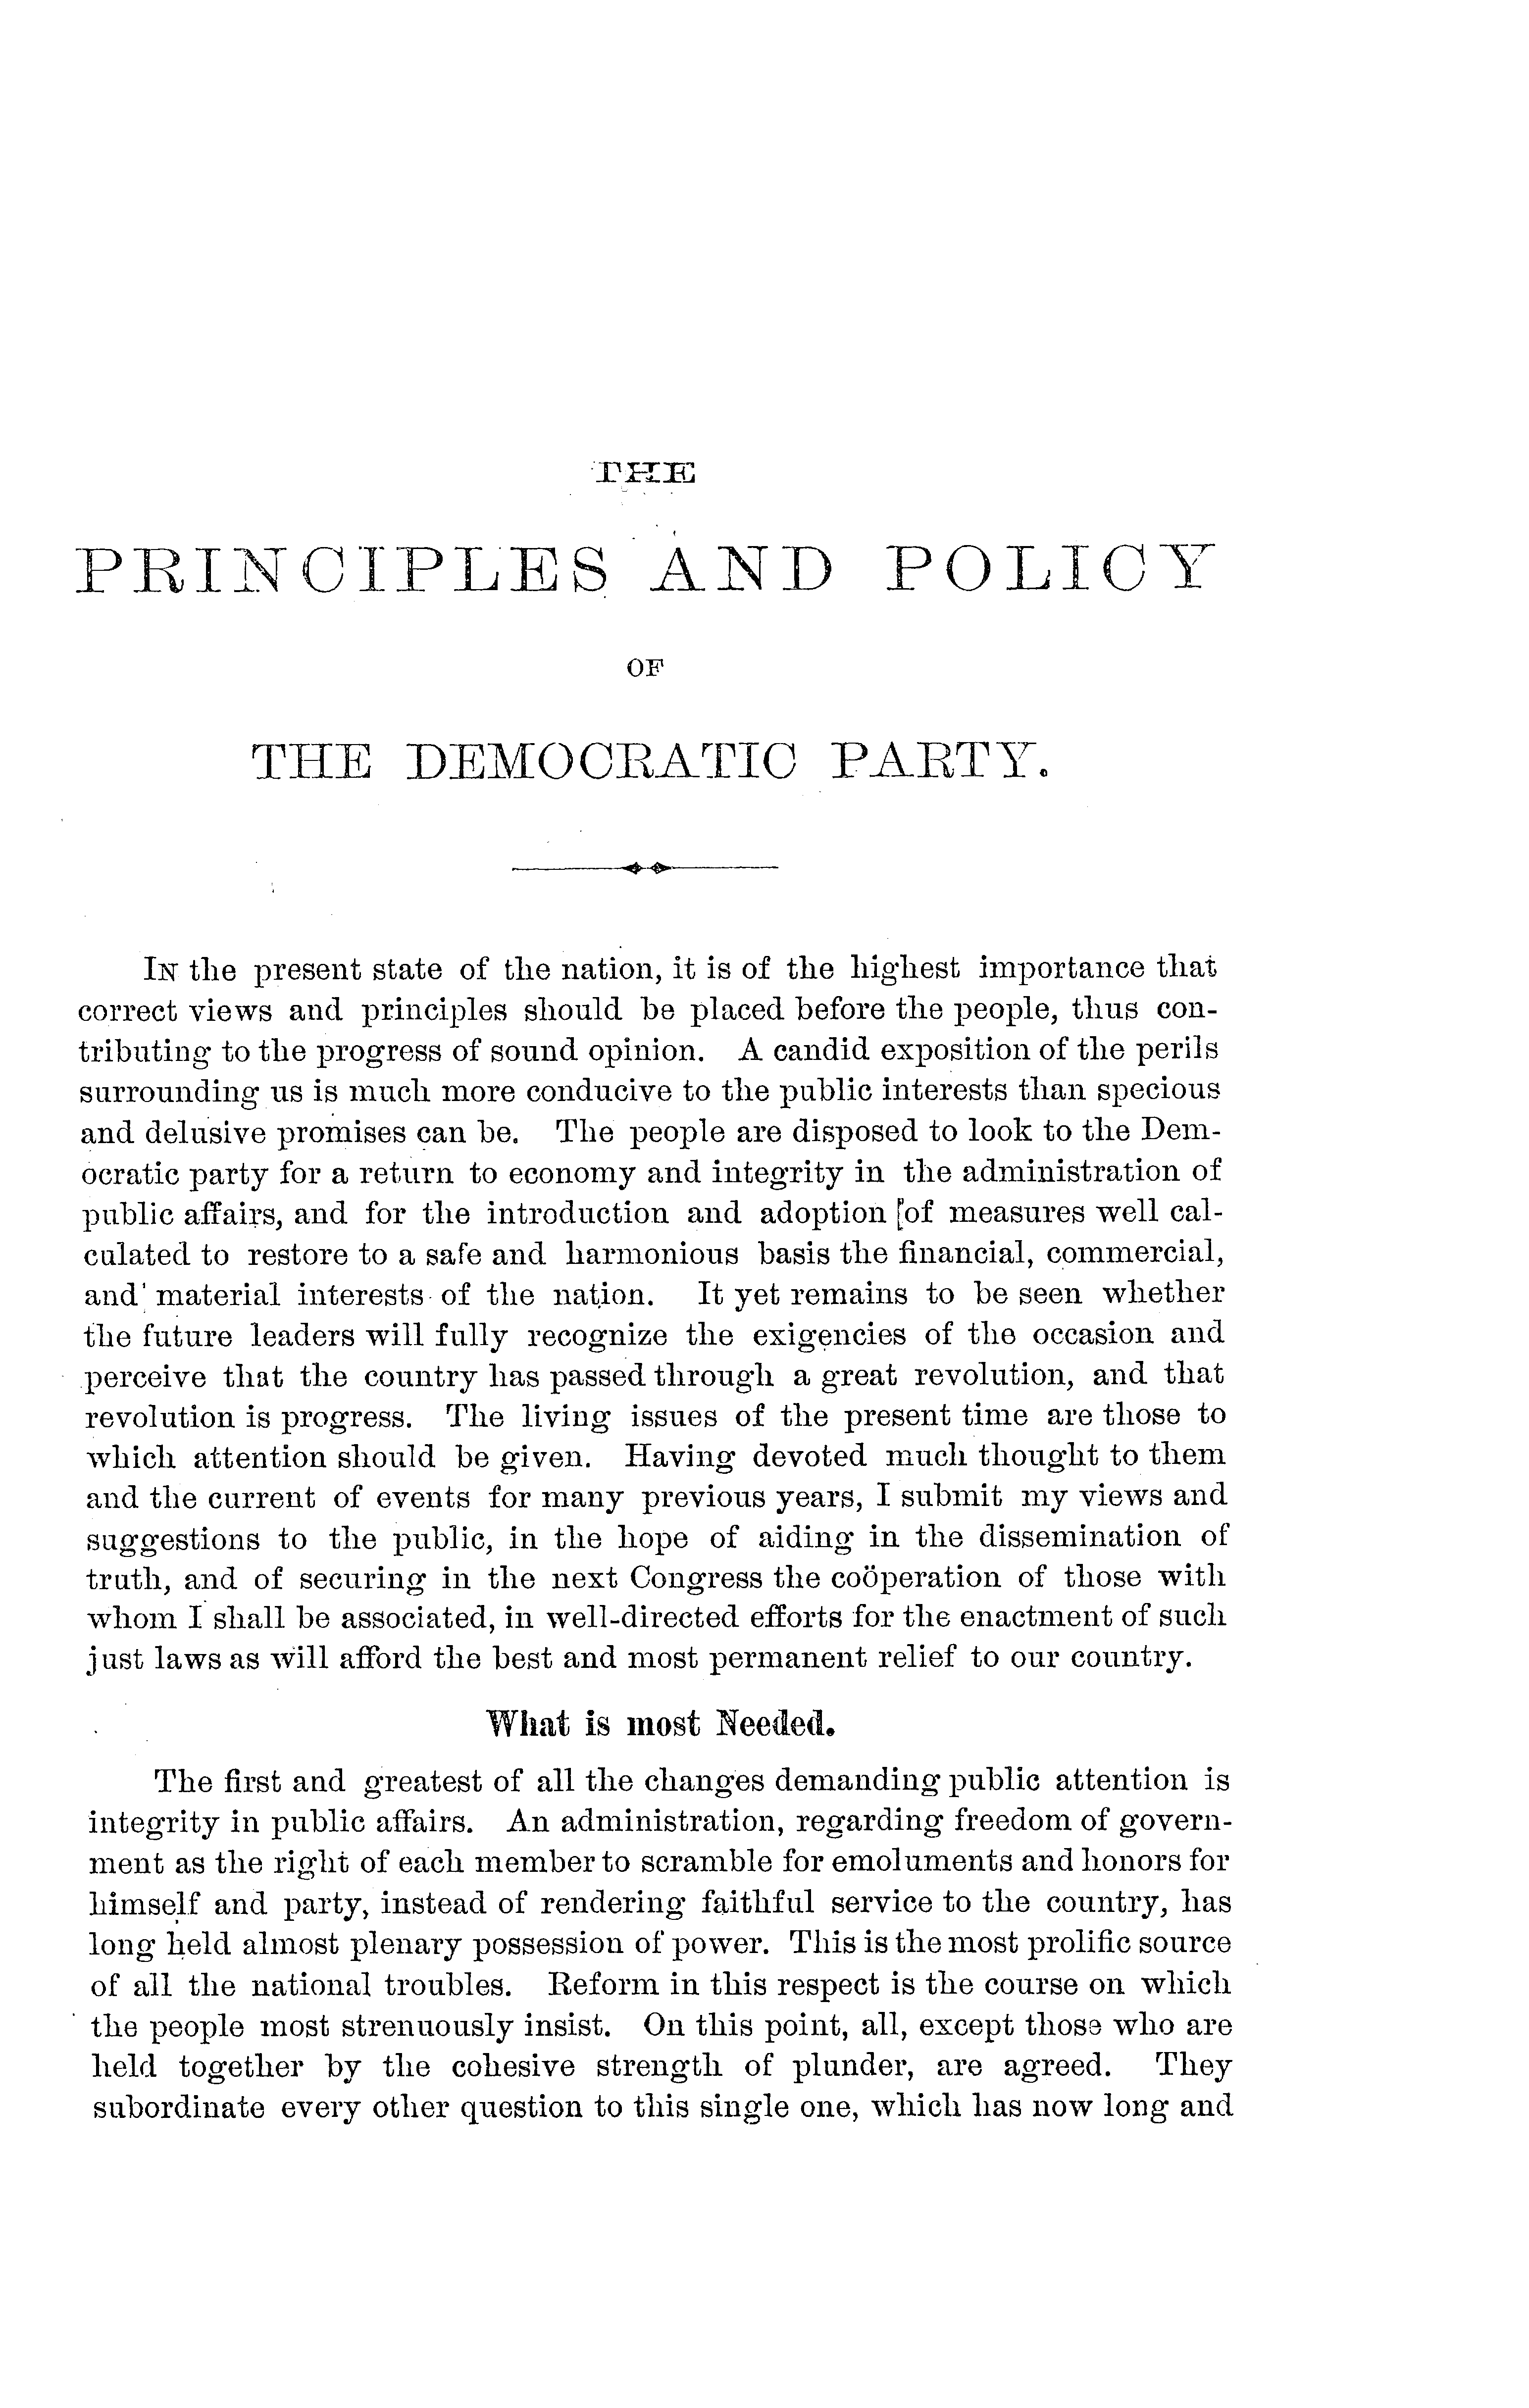 THE
PRINCIPLES AND POLICY
OF
THE DEMOCRATIC PARTY.
IN the present state of the nation, it is of the highest importance that
correct views and principles should be placed before the people, thus con-
tributing to the progress of sound opinion. A candid exposition of the perils
surrounding us is much more conducive to the public interests than specious
and delusive promises can be. The people are disposed to look to the Dem-
ocratic party for a return to economy and integrity in the administration of
public affairs, and for the introduction and adoption [of measures well cal-
culated to restore to a safe and harmonious basis the financial, commercial,
and' material interests of the nation. It yet remains to be seen whether
the future leaders will fully recognize the exigencies of the occasion and
perceive that the country has passed through a great revolution, and that
revolution is progress. The living issues of the present time are those to
which attention should be given. Having devoted much thought to them
and the current of events for many previous years, I submit my views and
suggestions to the public, in the hope of aiding in the dissemination of
truth, and of securing in the next Congress the coöperation of those with
whom I shall be associated, in well-directed efforts for the enactment of such
just laws as will afford the best and most permanent relief to our country.
What is most Needed.
The first and greatest of all the changes demanding public attention is
integrity in public affairs. An administration, regarding freedom of govern-
ment as the right of each member to scramble for emoluments and honors for
himself and party, instead of rendering faithful service to the country, has
long held almost plenary possession of power. This is the most prolific source
of all the national troubles. Reform in this respect is the course on which
the people most strenuously insist. On this point, all, except those who are
held together by the cohesive strength of plunder, are agreed. They
subordinate every other question to this single one, which has now long and